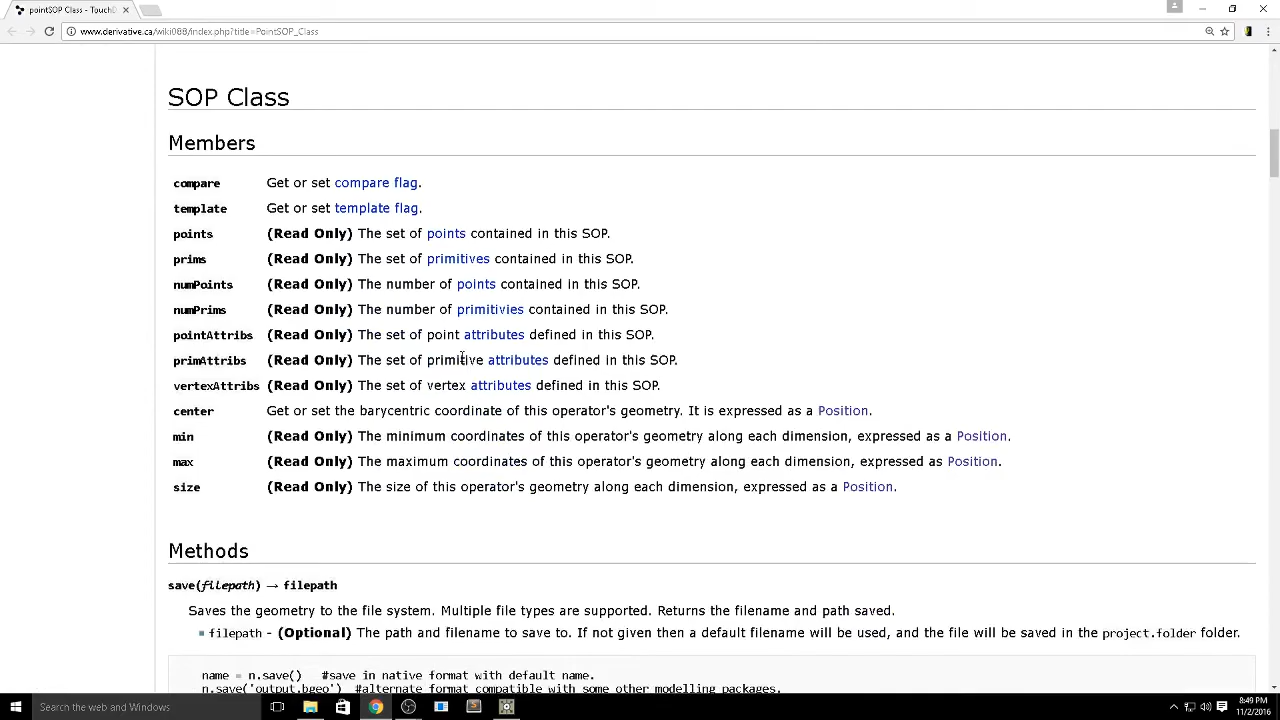 pointSOP Class - TouchD
www.derivative.ca/wiki088/index.php?title=PointSOP_Class
SOP Class
Members
compare Get or set compare flag.
template Get or set template flag.
points (Read Only) The set of points contained in this SOP.
prims (Read Only) The set of primitives contained in this SOP.
numPoints (Read Only) The number of points contained in this SOP.
numPrims (Read Only) The number of primitivies contained in this SOP.
pointAttribs (Read Only) The set of point attributes defined in this SOP.
primAttribs (Read Only) The set of primitive attributes defined in this SOP.
vertexAttribs (Read Only) The set of vertex attributes defined in this SOP.
center Get or set the barycentric coordinate of this operator's geometry. It is expressed as a Position.
min (Read Only) The minimum coordinates of this operator's geometry along each dimension, expressed as a Position.
max (Read Only) The maximum coordinates of this operator's geometry along each dimension, expressed as Position.
size (Read Only) The size of this operator's geometry along each dimension, expressed as a Position.
Methods
save(filepath) → filepath
Saves the geometry to the file system. Multiple file types are supported. Returns the filename and path saved.
filepath - (Optional) The path and filename to save to. If not given then a default filename will be used, and the file will be saved in the project.folder folder.
name = n.save() #save in native format with default name.
n.save('output.bgeo') #alternate format compatible with some other modelling packages.
Search the web and Windows
8:49 PM
11/2/2016